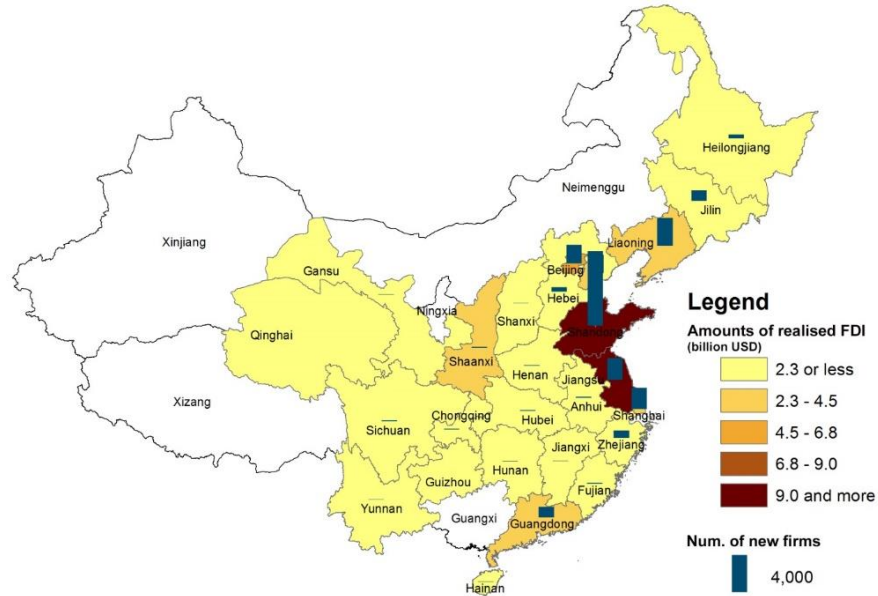 Heilongjiang
Neimenggu
Jilin
Xinjiang
Liaoning
Gansu
Beijing
Ningxia
Hebei
Shanxi
Shandong
Qinghai
Shaanxi
Henan
Jiangsu
Xizang
Anhui
Shanghai
Chongqing
Hubei
Sichuan
Zhejiang
Jiangxi
Hunan
Guizhou
Fujian
Yunnan
Guangxi
Guangdong
Hainan
Legend
Amounts of realised FDI
(billion USD)
2.3 or less
2.3 - 4.5
4.5 - 6.8
6.8 - 9.0
9.0 and more
Num. of new firms
4,000